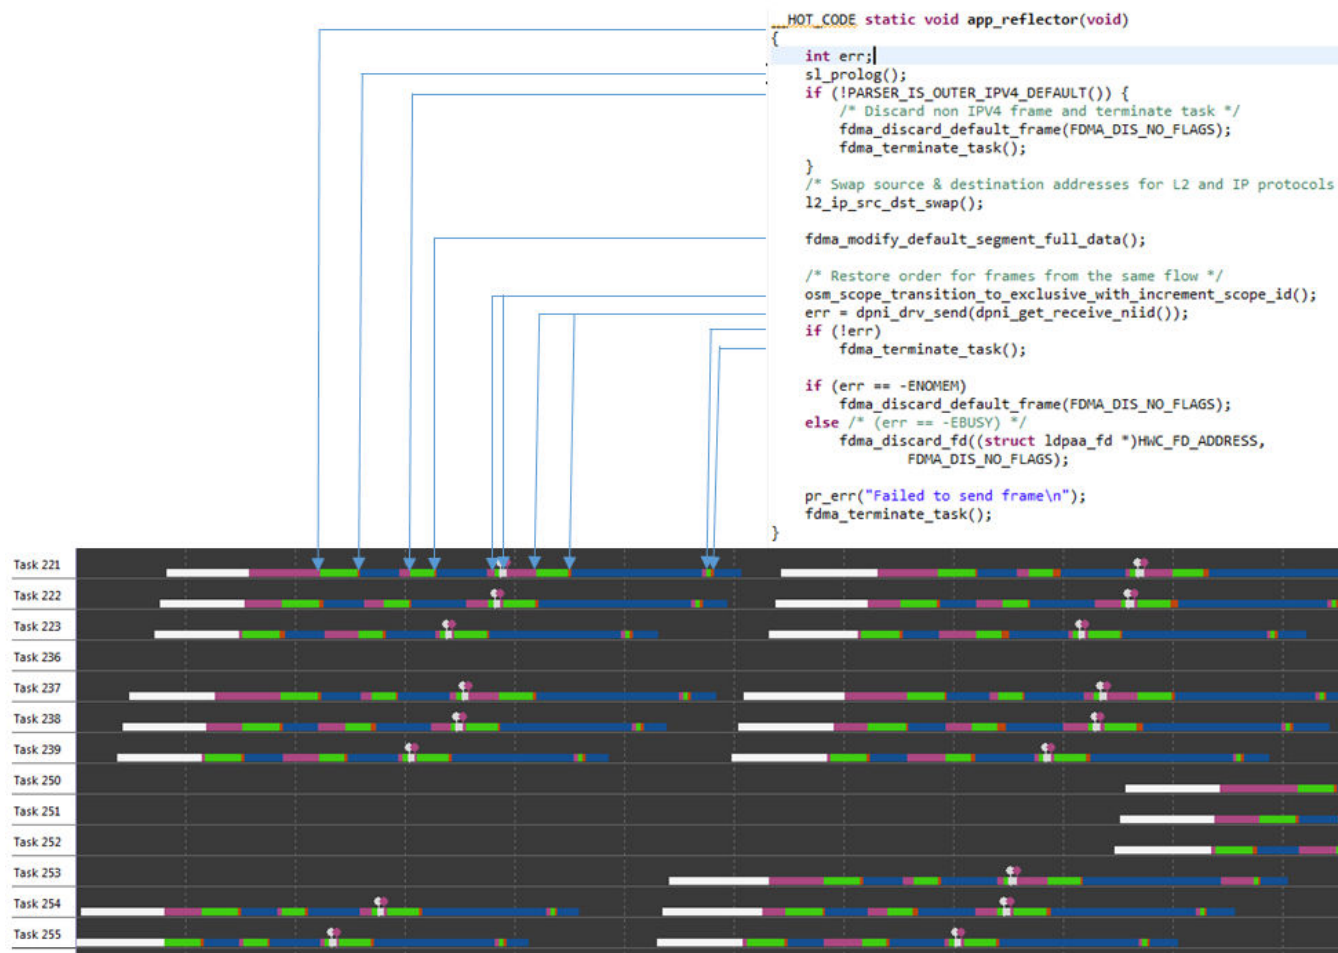 __HOT_CODE static void app_reflector(void)
{
    int err;
    sl_prolog();
    if (!PARSER_IS_OUTER_IPV4_DEFAULT()) {
        /* Discard non IPV4 frame and terminate task */
        fdma_discard_default_frame(FDMA_DIS_NO_FLAGS);
        fdma_terminate_task();
    }
    /* Swap source & destination addresses for L2 and IP protocols
    l2_ip_src_dst_swap();
    fdma_modify_default_segment_full_data();
    /* Restore order for frames from the same flow */
    osm_scope_transition_to_exclusive_with_increment_scope_id();
    err = dpni_drv_send(dpni_get_receive_niid());
    if (!err)
        fdma_terminate_task();
    if (err == -ENOMEM)
        fdma_discard_default_frame(FDMA_DIS_NO_FLAGS);
    else /* (err == -EBUSY) */
        fdma_discard_fd((struct ldpaa_fd *)HWC_FD_ADDRESS,
                FDMA_DIS_NO_FLAGS);
    pr_err("Failed to send frame\n");
    fdma_terminate_task();
}
Task 221
Task 222
Task 223
Task 236
Task 237
Task 238
Task 239
Task 250
Task 251
Task 252
Task 253
Task 254
Task 255